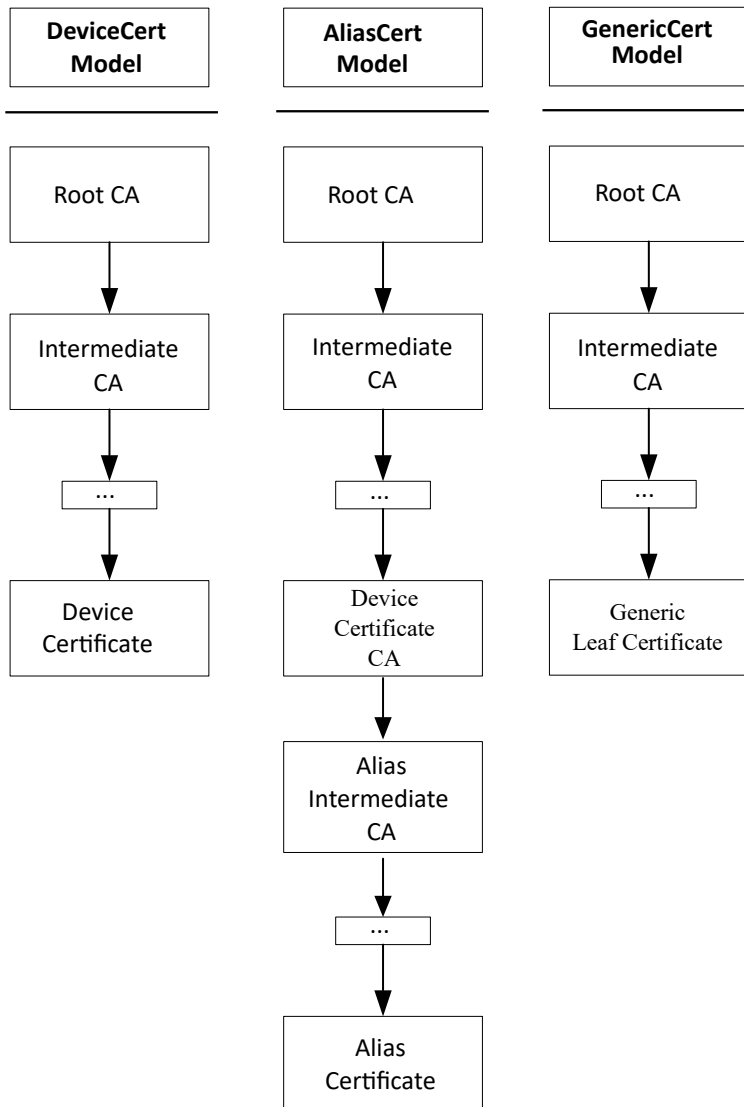 DeviceCert
Model
AliasCert
Model
GenericCert
Model
Root CA
Root CA
Root CA
Intermediate
CA
Intermediate
CA
Intermediate
CA
...
...
...
Device
Certificate
Device
Certificate
CA
Generic
Leaf Certificate
Alias
Intermediate
CA
...
Alias
Certificate